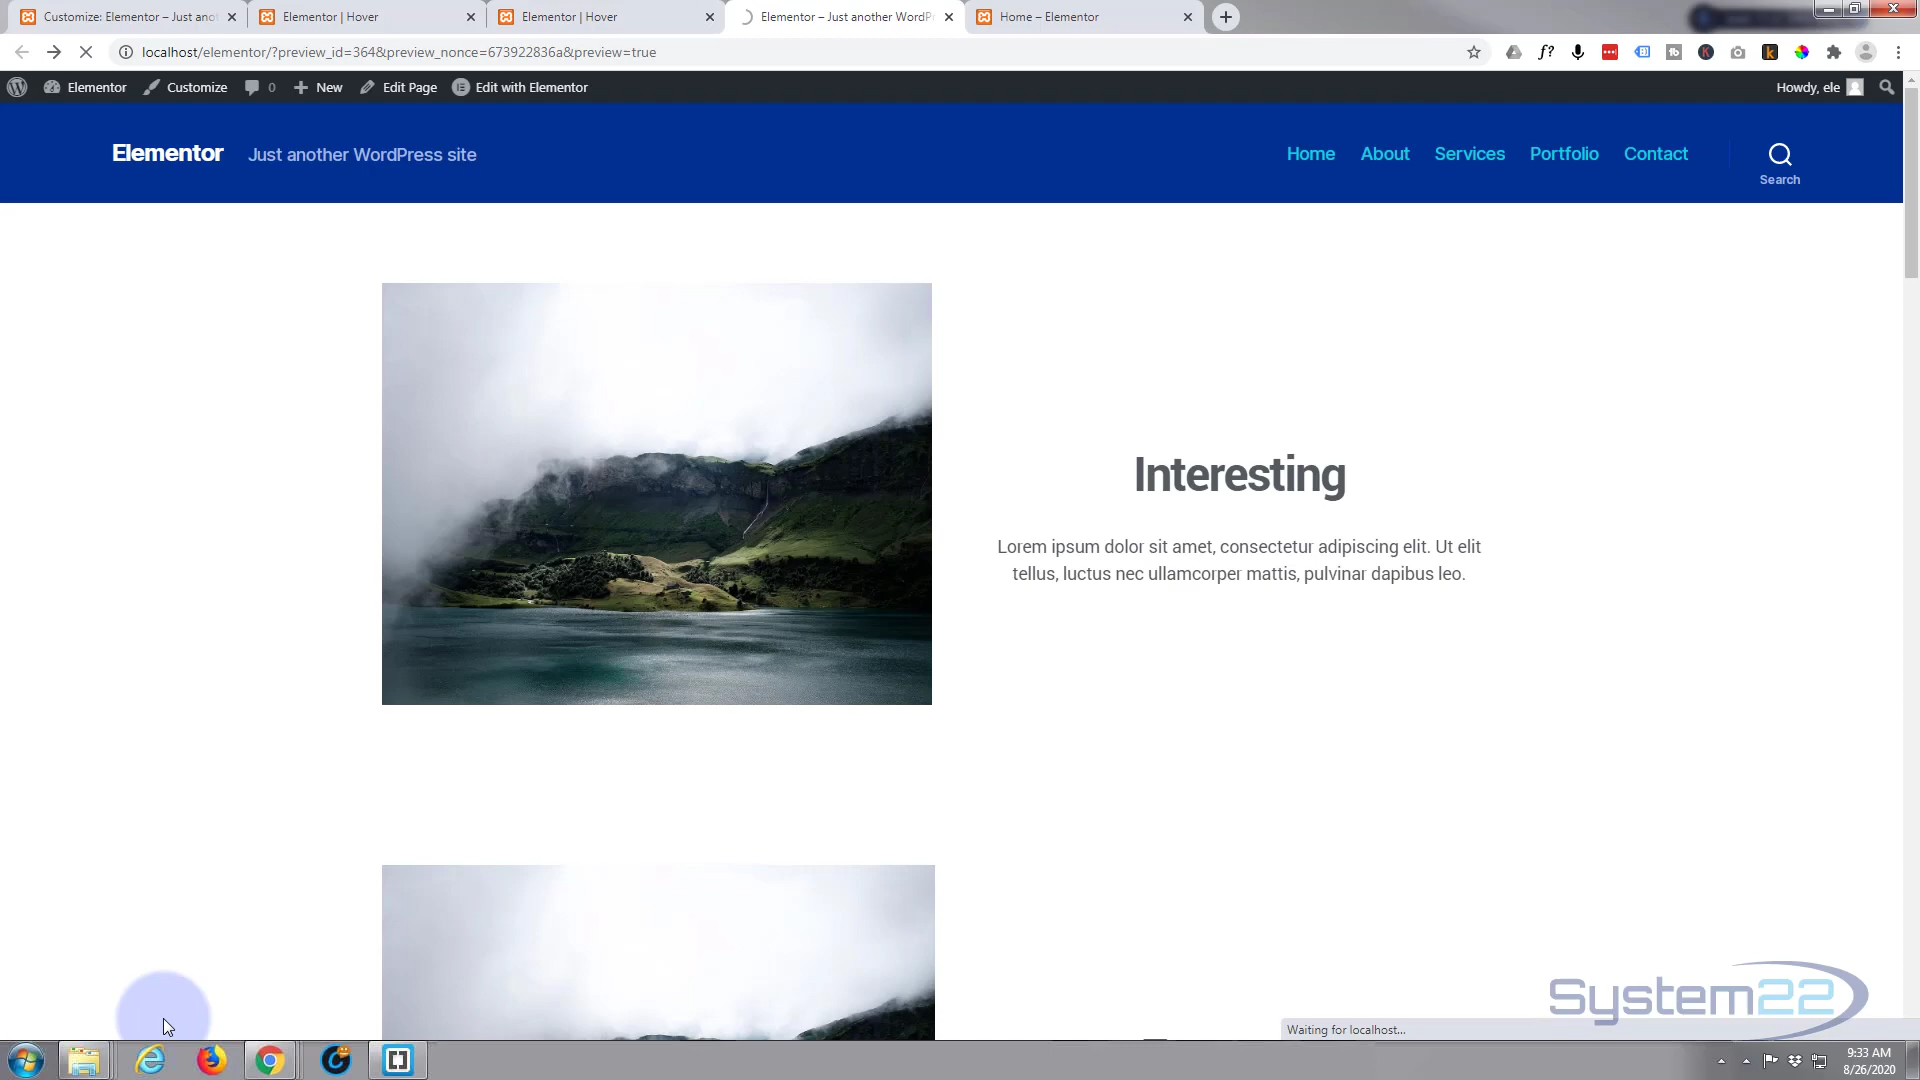 Customize: Elementor – Just anot
Elementor | Hover
Elementor | Hover
Elementor – Just another WordP
Home – Elementor
localhost/elementor/?preview_id=364&preview_nonce=673922836a&preview=true
f?
Elementor
Customize
0
New
Edit Page
Edit with Elementor
Howdy, ele
Elementor
Just another WordPress site
Home
About
Services
Portfolio
Contact
Search
Interesting
Lorem ipsum dolor sit amet, consectetur adipiscing elit. Ut elit
tellus, luctus nec ullamcorper mattis, pulvinar dapibus leo.
System22
Waiting for localhost...
9:33 AM
8/26/2020